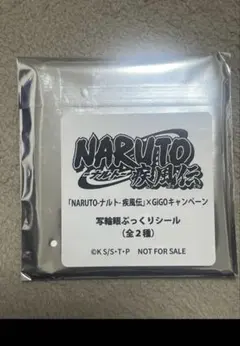 NARUTO
-ナルト-
疾風伝
「NARUTO-ナルト- 疾風伝」×GiGOキャンペーン
写輪眼ぷっくりシール
(全2種)
©K S/S・T・P NOT FOR SALE